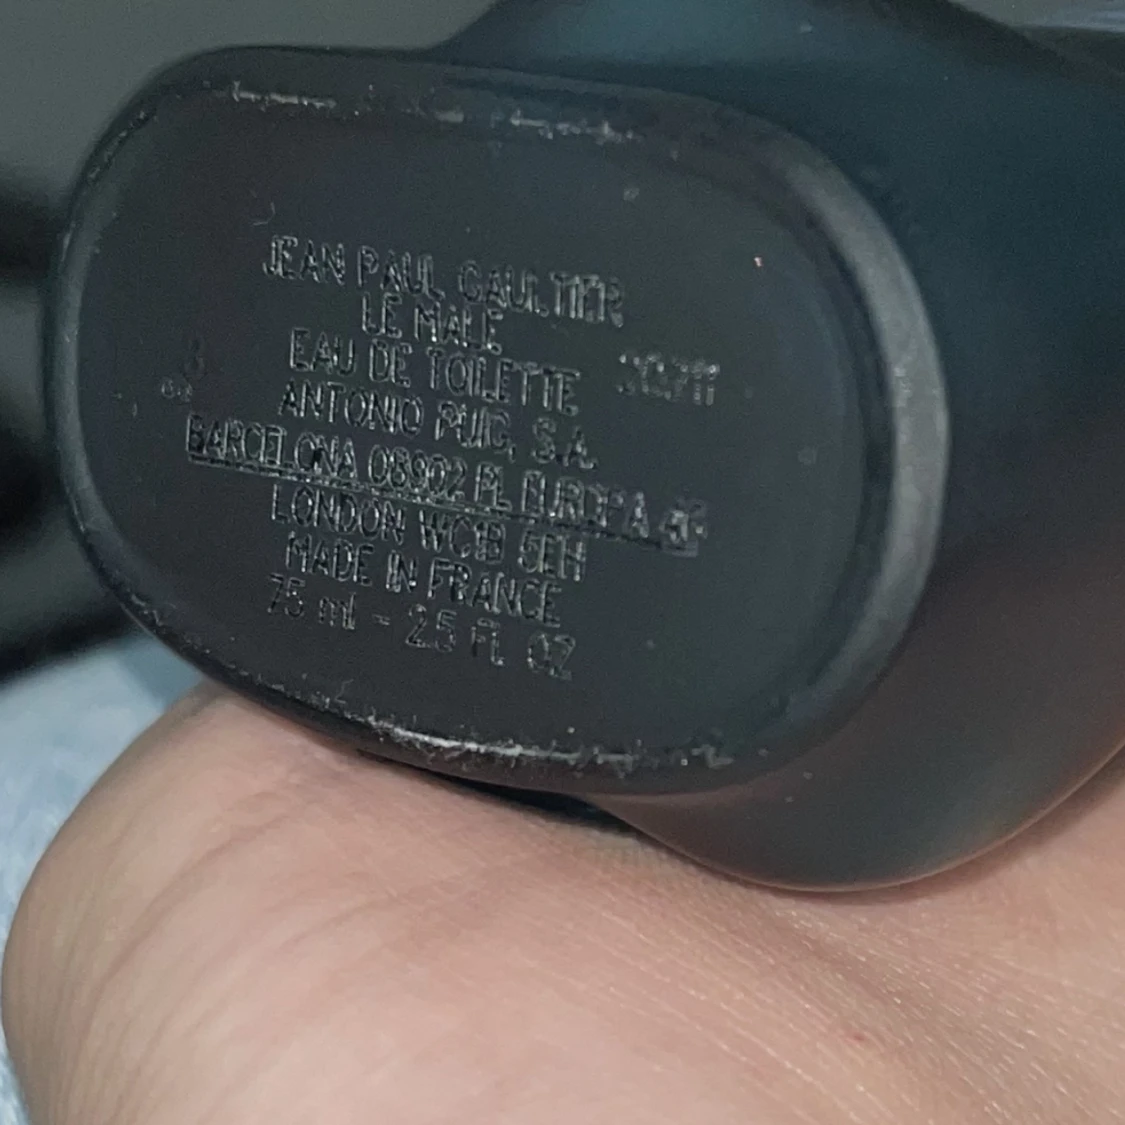 JEAN PAUL GAULTIER
LE MALE
EAU DE TOILETTE
ANTONIO PUIG, S.A.
BARCELONA 08902 PL EUROPA
LONDON WC1B 5EH
MADE IN FRANCE
75 ml - 2.5 FL OZ